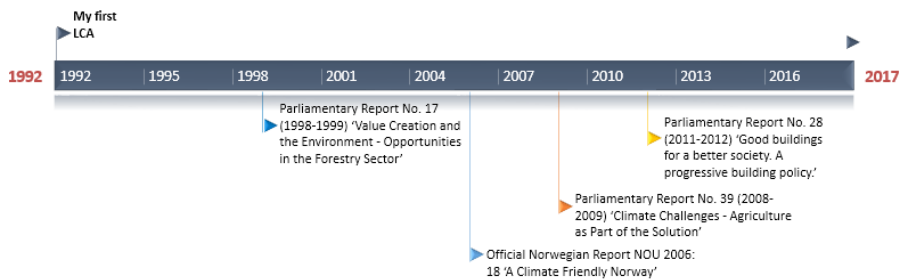 My first
LCA
1992 1992 1995 1998 2001 2004 2007 2010 2013 2016 2017
Parliamentary Report No. 17
(1998-1999) ‘Value Creation and
the Environment - Opportunities
in the Forestry Sector’
Parliamentary Report No. 28
(2011-2012) ‘Good buildings
for a better society. A
progressive building policy.’
Parliamentary Report No. 39 (2008-
2009) ‘Climate Challenges - Agriculture
as Part of the Solution’
Official Norwegian Report NOU 2006:
18 ‘A Climate Friendly Norway’